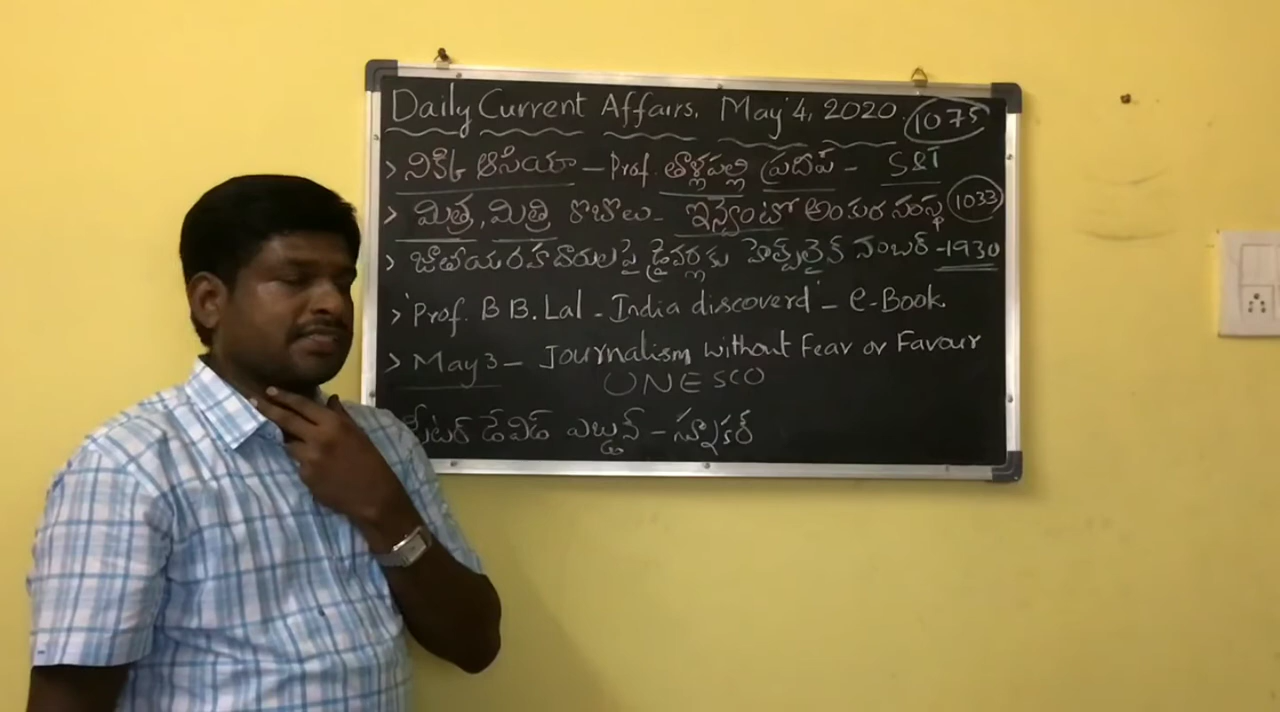 Daily Current Affairs. May 4, 2020. 1075
> నికీ ఆసియా – Prof. తాళ్లపల్లి ప్రదీప్ - S&T
> మిత్ర, మిత్రి రోబోలు - ఇన్వెంటో అంకుర సంస్థ 1033
> జాతీయ రహదారులపై డ్రైవర్లకు హెల్ప్‌లైన్ నంబర్ -1930
> 'Prof. B B. Lal - India discoverd' - e-Book.
> May 3 – Journalism without Fear or Favour
UNESCO
పీటర్ డేవిడ్ ఎబ్డన్ – స్నూకర్